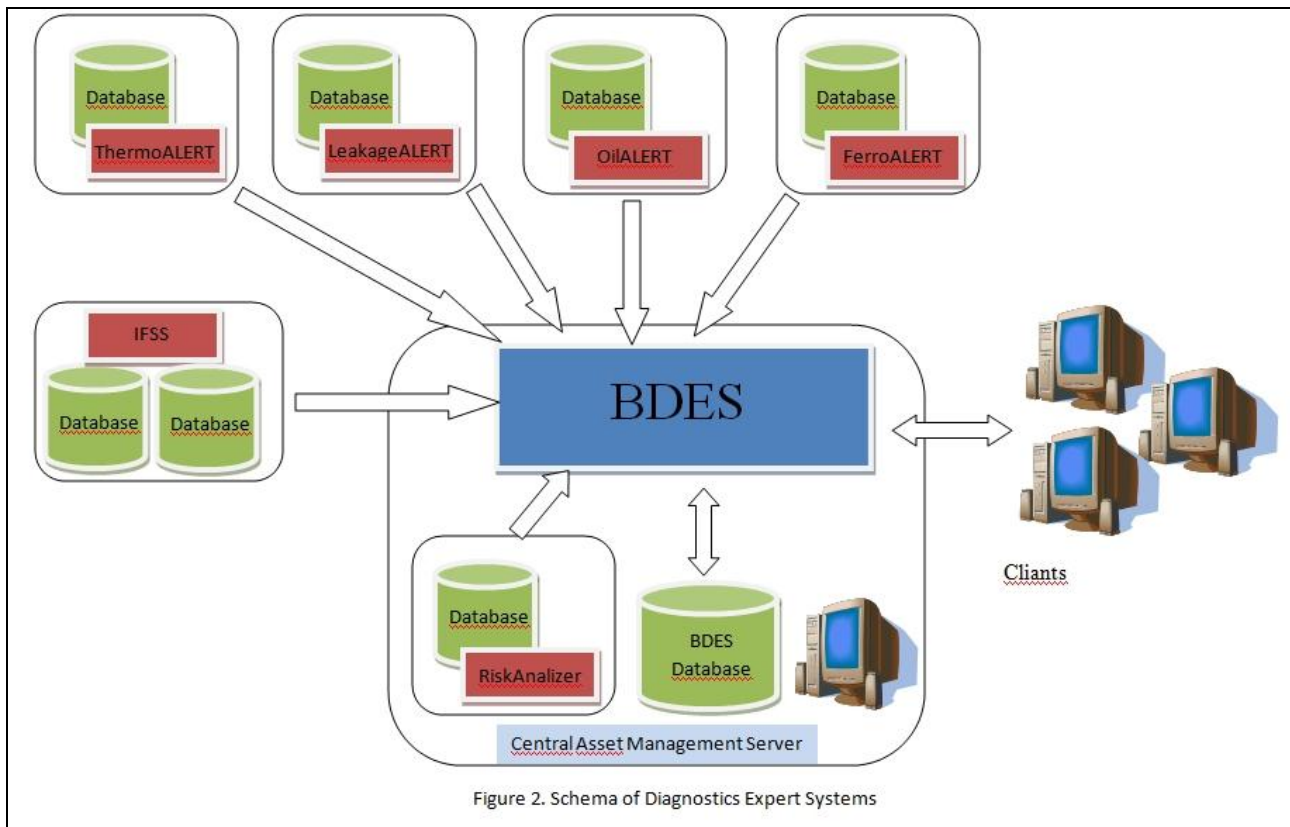 Database
ThermoALERT
Database
LeakageALERT
Database
OilALERT
Database
FerroALERT
IFSS
Database
Database
BDES
Database
RiskAnalizer
BDES
Database
Central Asset Management Server
Cliants
Figure 2. Schema of Diagnostics Expert Systems